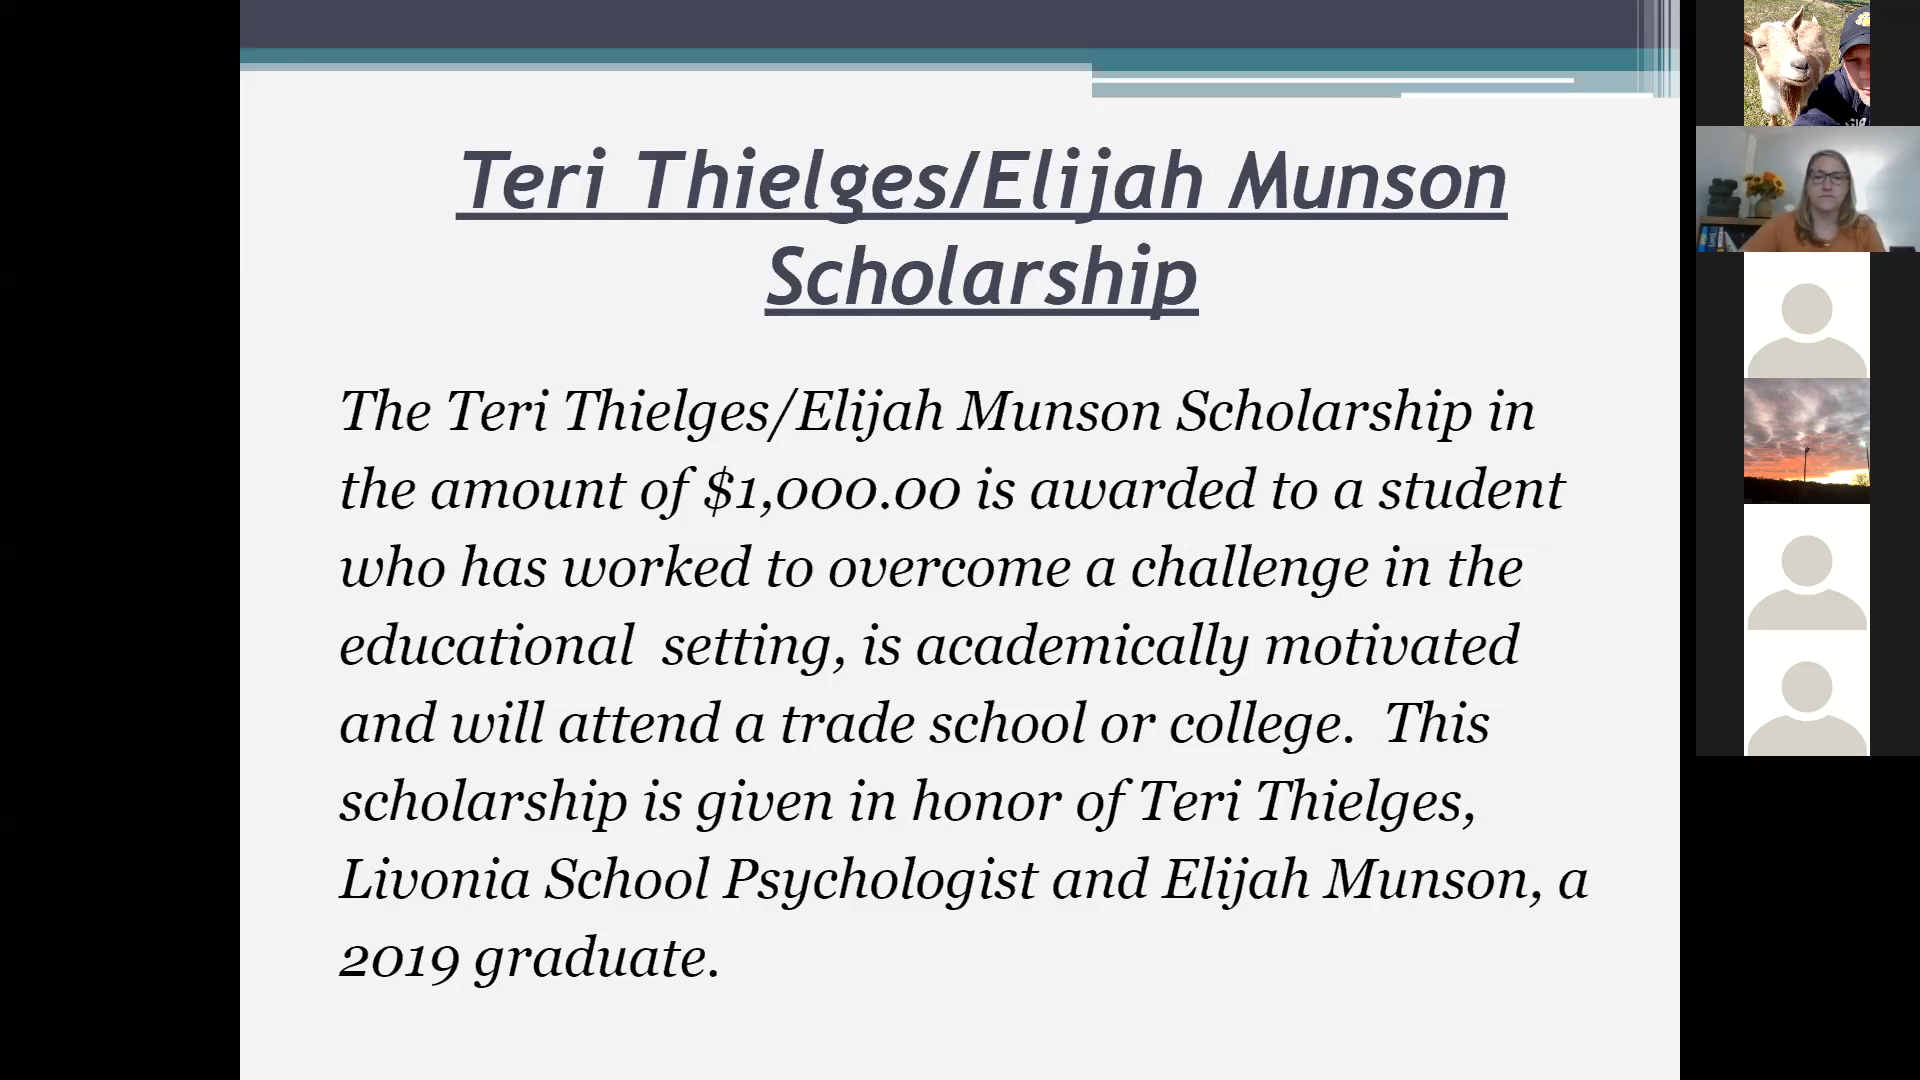 Teri Thielges/Elijah Munson
Scholarship
The Teri Thielges/Elijah Munson Scholarship in
the amount of $1,000.00 is awarded to a student
who has worked to overcome a challenge in the
educational  setting, is academically motivated
and will attend a trade school or college.  This
scholarship is given in honor of Teri Thielges,
Livonia School Psychologist and Elijah Munson, a
2019 graduate.